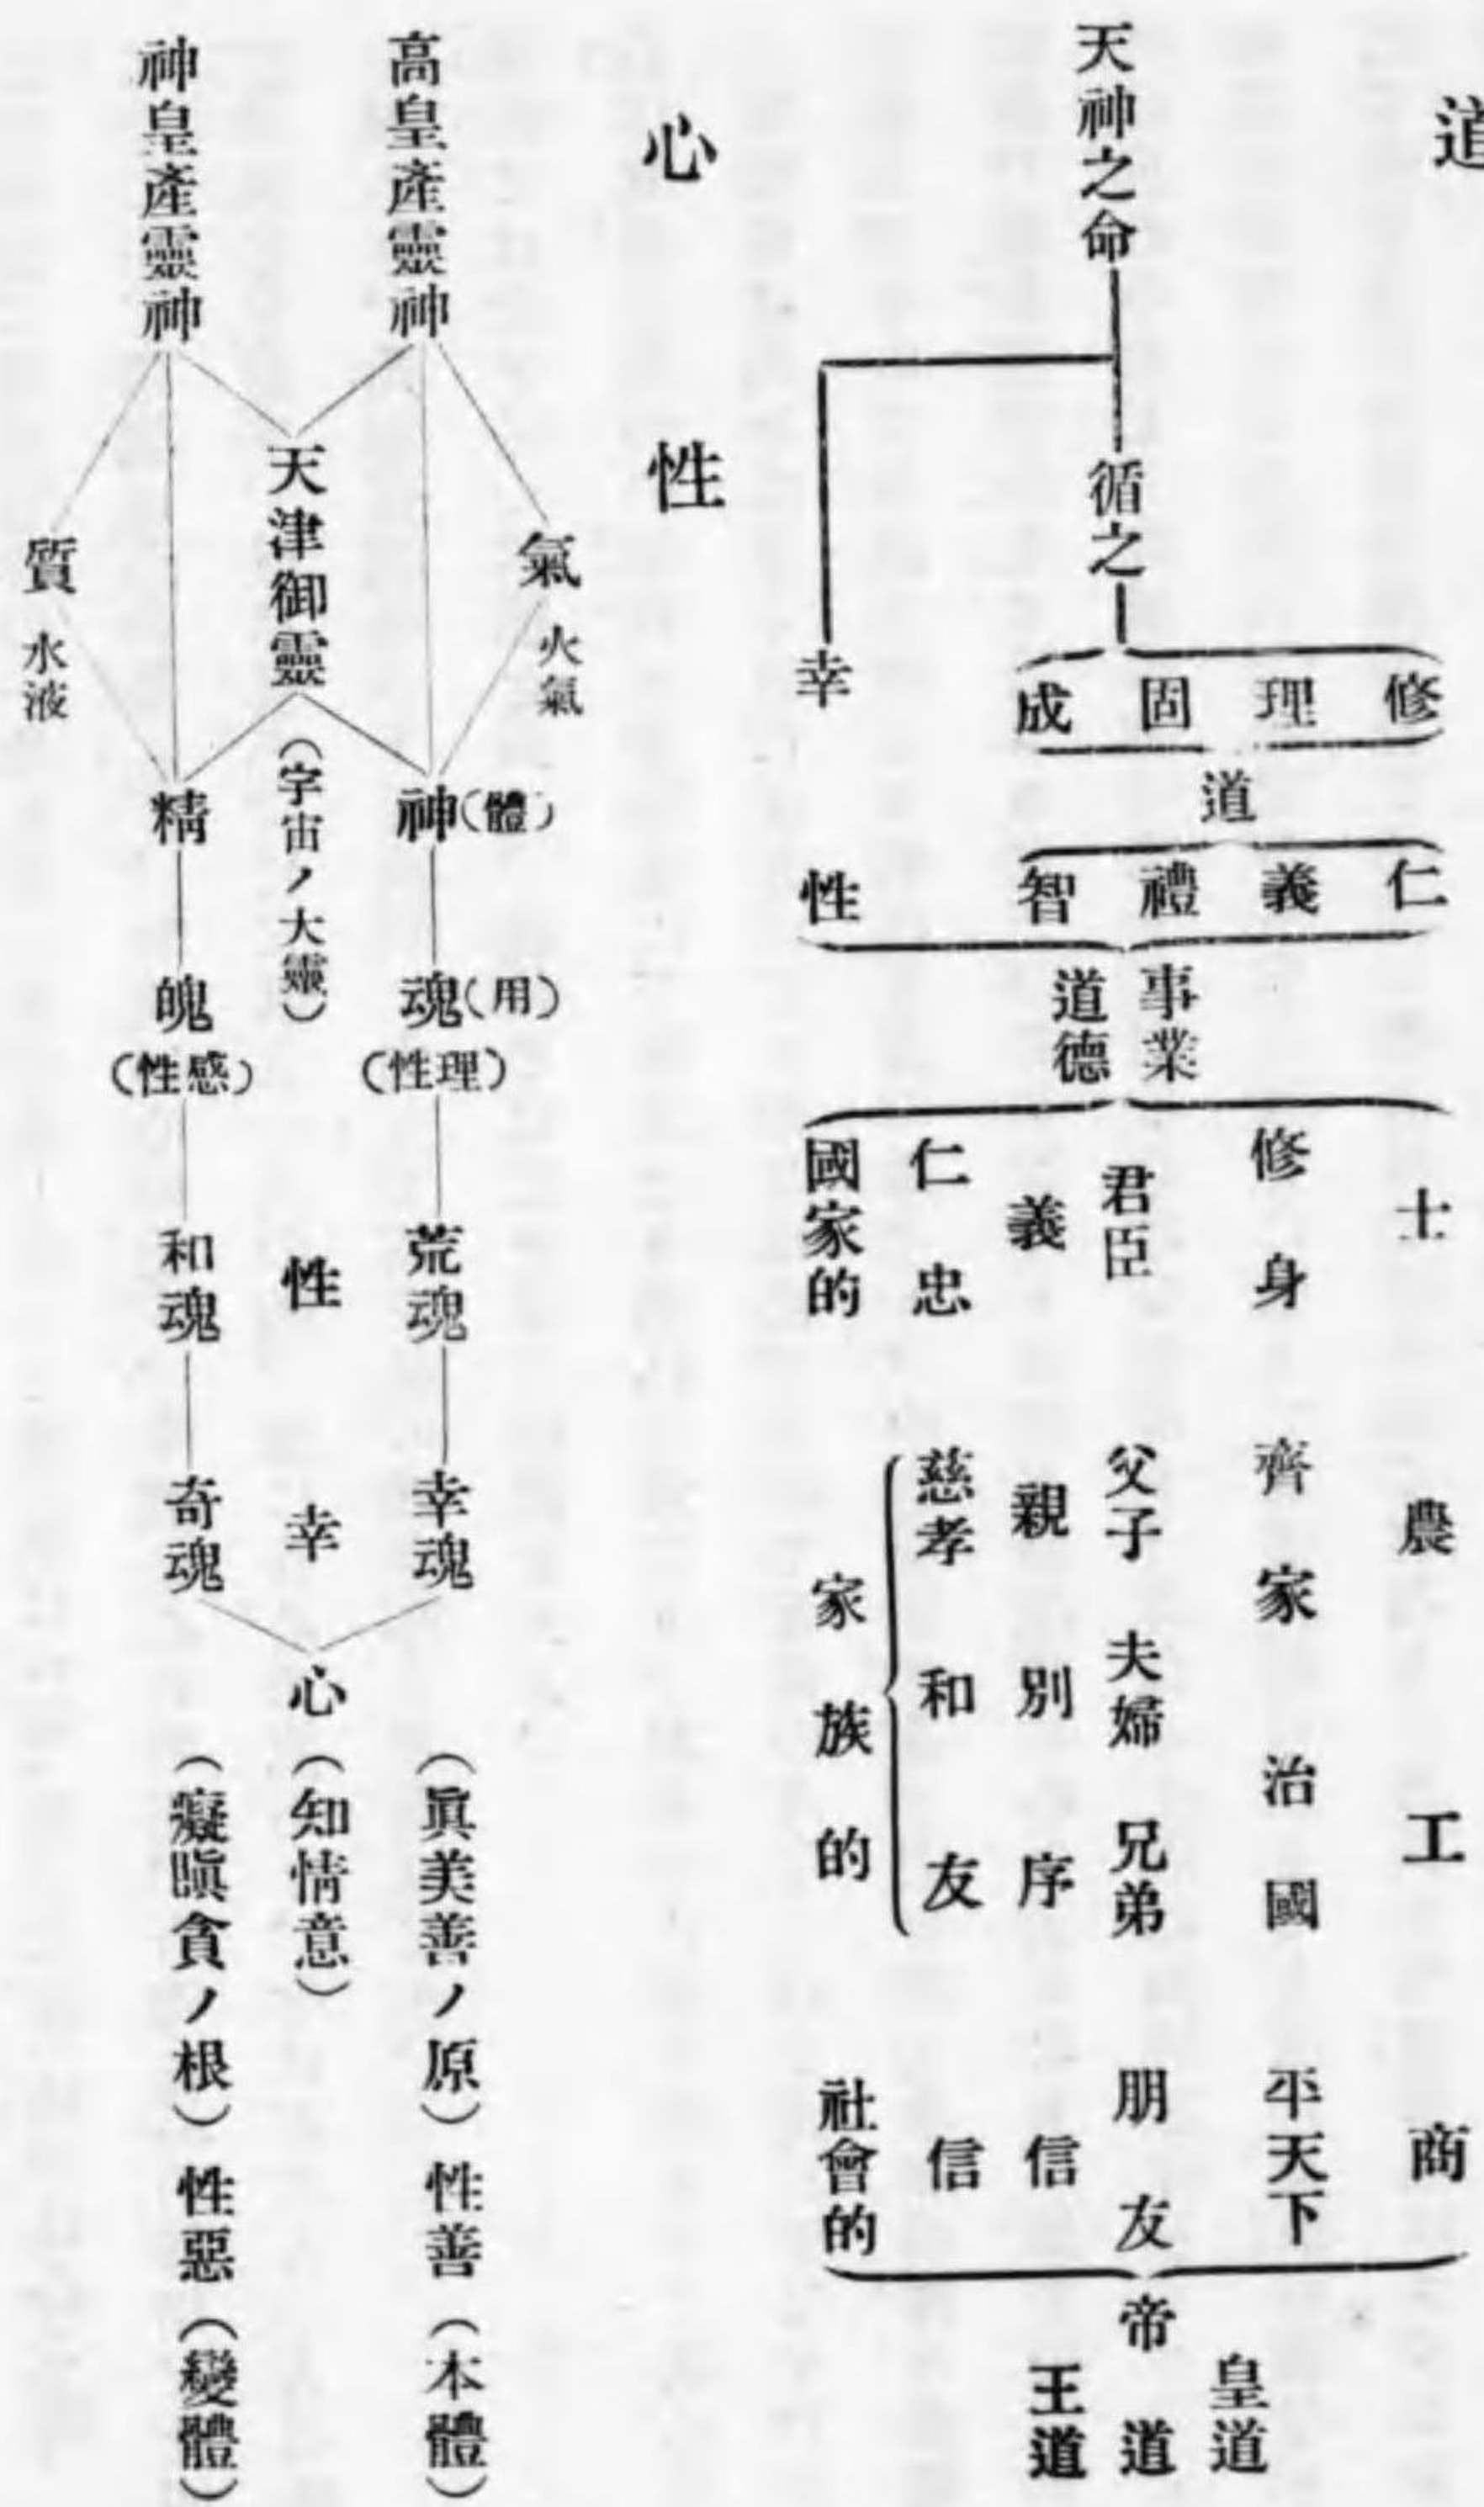 道
天神之命
循之
幸
修理固成
道
仁義禮智
性
事業
道德
士 農 工 商
修身 齊家 治國 平天下
君臣 父子 夫婦 兄弟 朋友
義 親 別 序 信
仁忠 慈孝 和 友 信
國家的 家族的 社會的
皇道
帝道
王道
心性
高皇產靈神
神皇產靈神
氣 火氣
天津御靈
(宇宙ノ大靈)
質 水液
神(體)
魂(用)
(性理)
荒魂
幸魂
精
魄
(性感)
和魂
奇魂
性
幸
心
(眞美善ノ原)性善(本體)
(知情意)
(癡瞋貪ノ根)性惡(變體)